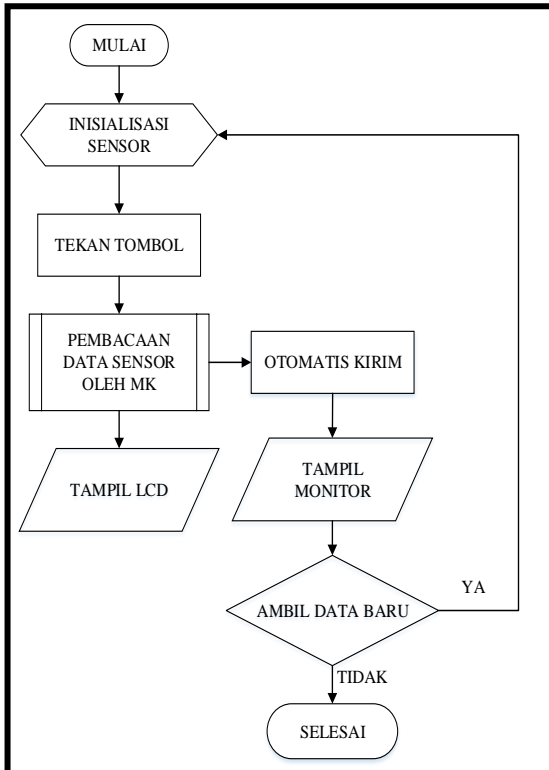 MULAI
INISIALISASI
SENSOR
TEKAN TOMBOL
PEMBACAAN
DATA SENSOR
OLEH MK
OTOMATIS KIRIM
TAMPIL LCD
TAMPIL
MONITOR
AMBIL DATA BARU
YA
TIDAK
SELESAI